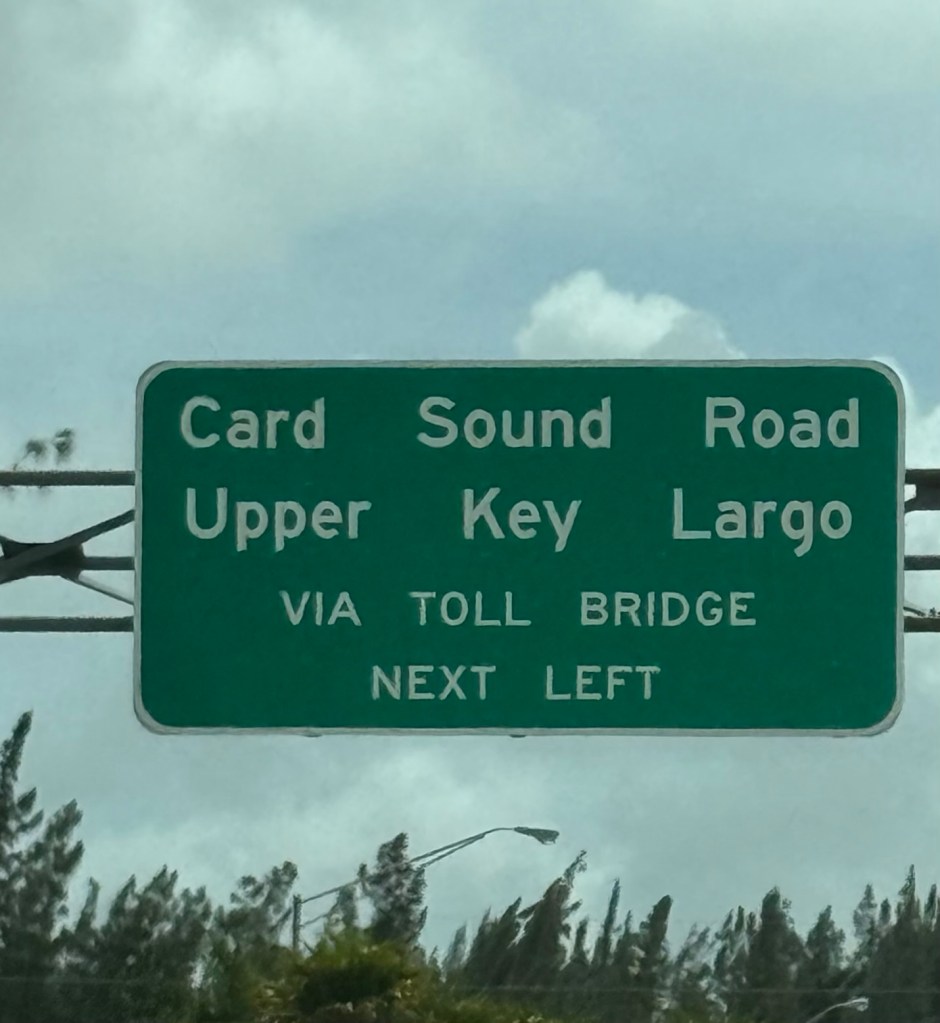 Card Sound Road
Upper Key Largo
VIA TOLL BRIDGE
NEXT LEFT